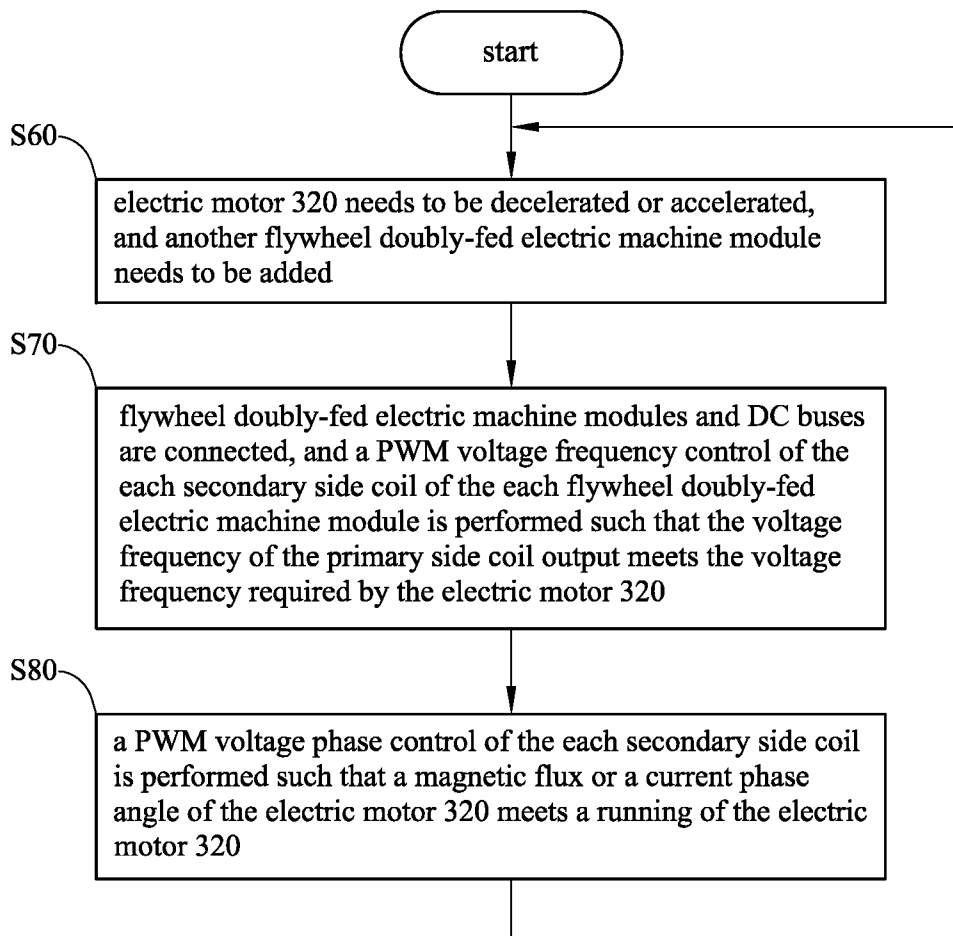 start
S60
electric motor 320 needs to be decelerated or accelerated,
and another flywheel doubly-fed electric machine module
needs to be added
S70
flywheel doubly-fed electric machine modules and DC buses
are connected, and a PWM voltage frequency control of the
each secondary side coil of the each flywheel doubly-fed
electric machine module is performed such that the voltage
frequency of the primary side coil output meets the voltage
frequency required by the electric motor 320
S80
a PWM voltage phase control of the each secondary side coil
is performed such that a magnetic flux or a current phase
angle of the electric motor 320 meets a running of the electric
motor 320